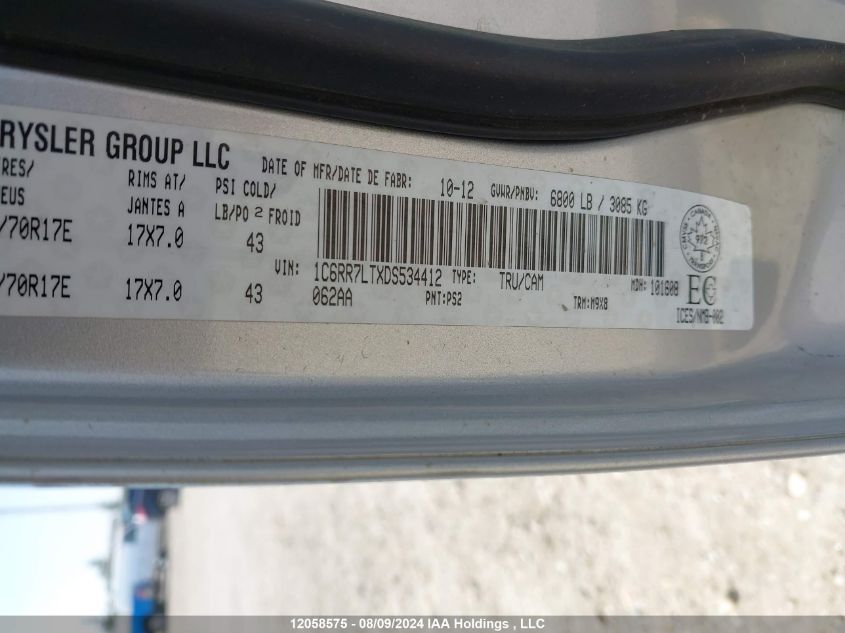 RYSLER GROUP LLC
DATE OF MFR/DATE DE FABR: 10-12 GVWR/PNBV: 6800 LB / 3085 KG
RES/ RIMS AT/ PSI COLD/
EUS JANTES A LB/PO 2 FROID
/70R17E 17X7.0 43
VIN: 1C6RR7LTXDS534412 TYPE: TRU/CAM MDH: 101808
/70R17E 17X7.0 43 062AA PNT:PS2 TRM:M9X8
CANADA
972
EC
ICES/NMB-002
12058575 - 08/09/2024 IAA Holdings , LLC